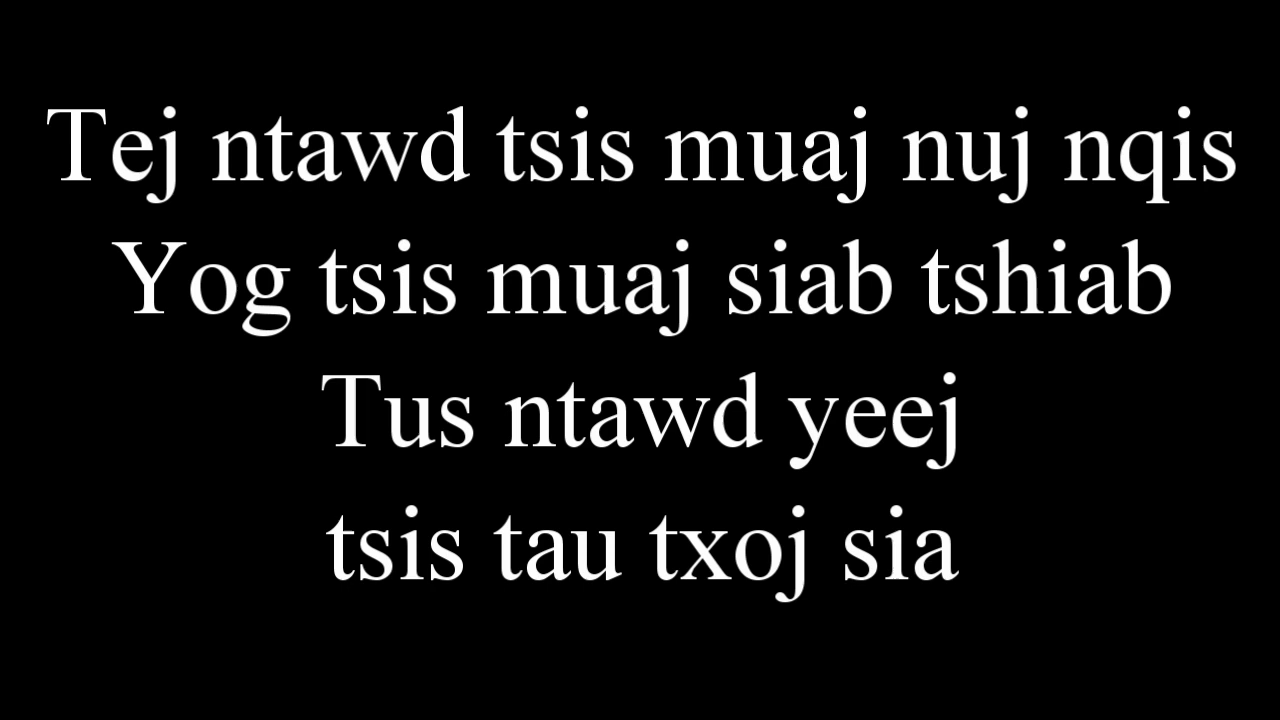 Tej ntawd tsis muaj nuj nqis
Yog tsis muaj siab tshiab
Tus ntawd yeej
tsis tau txoj sia